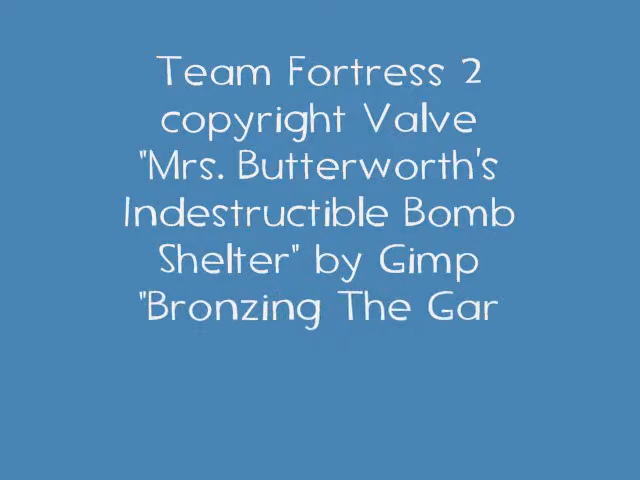 Team Fortress 2
copyright Valve
"Mrs. Butterworth's
Indestructible Bomb
Shelter" by Gimp
"Bronzing The Gar